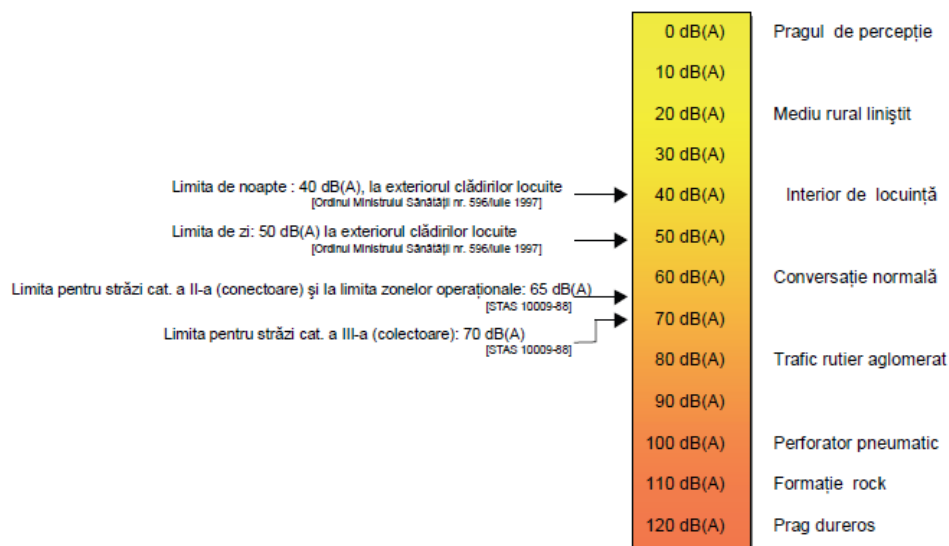 0 dB(A) Pragul de percepție
10 dB(A)
20 dB(A) Mediu rural liniştit
30 dB(A)
Limita de noapte : 40 dB(A), la exteriorul clădirilor locuite
[Ordinul Ministrului Sănătății nr. 596/iulie 1997]
40 dB(A) Interior de locuință
Limita de zi: 50 dB(A) la exteriorul clădirilor locuite
[Ordinul Ministrului Sănătății nr. 596/iulie 1997]
50 dB(A)
60 dB(A) Conversație normală
Limita pentru străzi cat. a II-a (conectoare) şi la limita zonelor operaționale: 65 dB(A)
[STAS 10009-88]
70 dB(A)
Limita pentru străzi cat. a III-a (colectoare): 70 dB(A)
[STAS 10009-88]
80 dB(A) Trafic rutier aglomerat
90 dB(A)
100 dB(A) Perforator pneumatic
110 dB(A) Formație rock
120 dB(A) Prag dureros